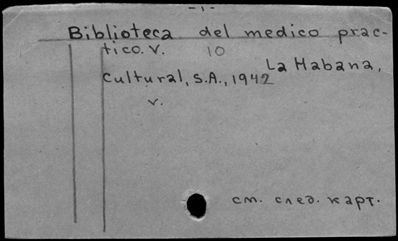 - 1 -
Biblioteca del medico prac-
tico. v. 10
La Habana,
Cultural, S.A., 1942
v.
см. след. карт.